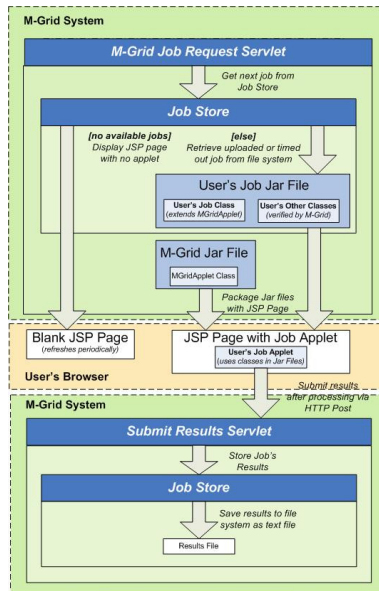 M-Grid System
M-Grid Job Request Servlet
Get next job from
Job Store
Job Store
[no available jobs]
Display JSP page
with no applet
[else]
Retrieve uploaded or timed
out job from file system
User's Job Jar File
User's Job Class
(extends MGridApplet)
User's Other Classes
(verified by M-Grid)
M-Grid Jar File
MGridApplet Class
Package Jar files
with JSP Page
Blank JSP Page
(refreshes periodically)
JSP Page with Job Applet
User's Job Applet
(uses classes in Jar Files)
User's Browser
Submit results
after processing via
HTTP Post
M-Grid System
Submit Results Servlet
Store Job's
Results
Job Store
Save results to file
system as text file
Results File